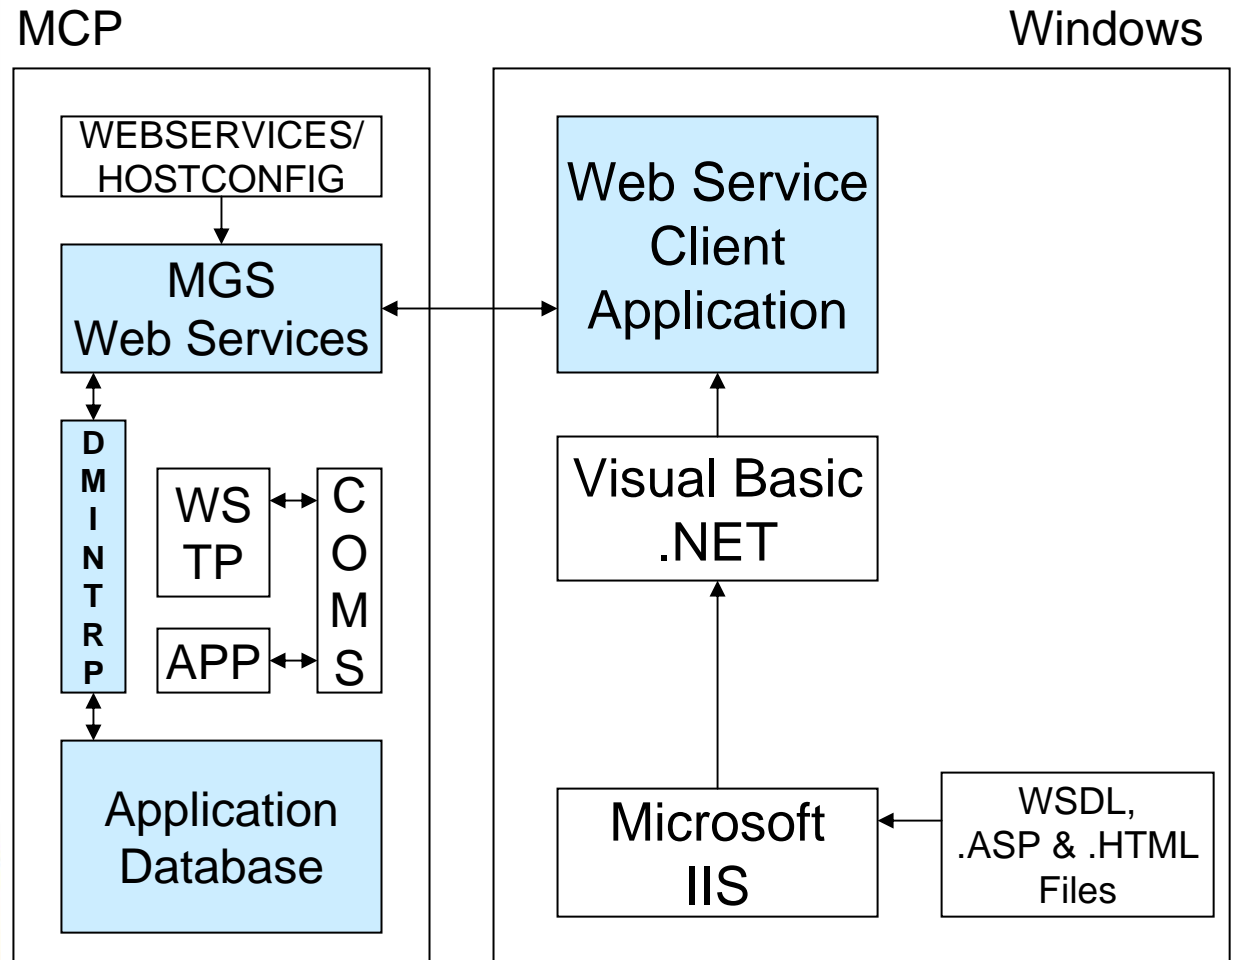 MCP
Windows
WEBSERVICES/
HOSTCONFIG
MGS
Web Services
Web Service
Client
Application
D
M
I
N
T
R
P
WS
TP
APP
C
O
M
S
Visual Basic
.NET
Application
Database
Microsoft
IIS
WSDL,
.ASP & .HTML
Files